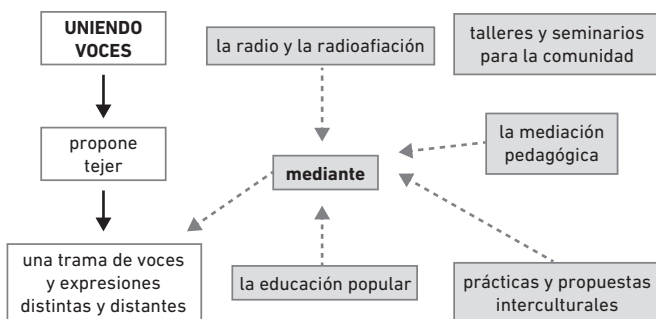 UNIENDO
VOCES
la radio y la radioafiación
talleres y seminarios
para la comunidad
propone
tejer
mediante
la mediación
pedagógica
una trama de voces
y expresiones
distintas y distantes
la educación popular
prácticas y propuestas
interculturales